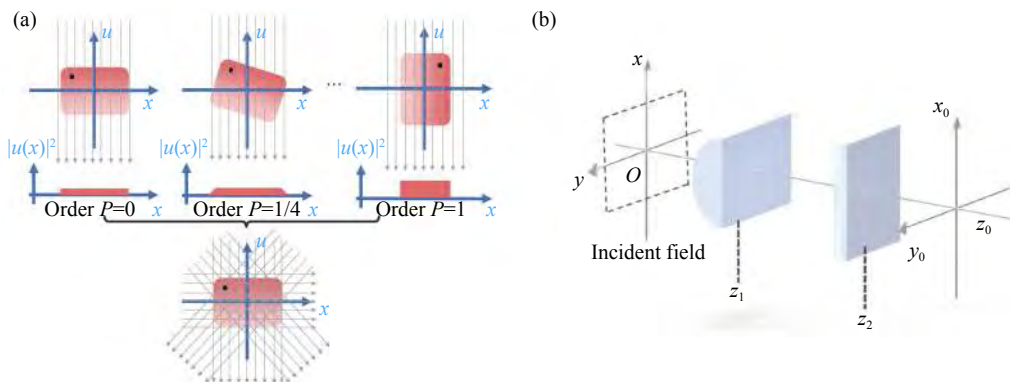 (a)
u
x
u
x
...
u
x
|u(x)|²
|u(x)|²
|u(x)|²
Order P=0
x
Order P=1/4
x
Order P=1
x
u
x
(b)
x
y
O
Incident field
z₁
z₂
x₀
y₀
z₀